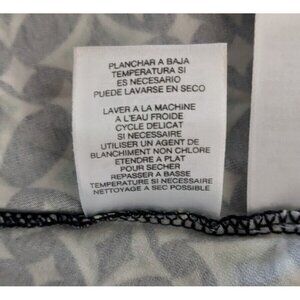 PLANCHAR A BAJA
TEMPERATURA SI
ES NECESARIO
PUEDE LAVARSE EN SECO
LAVER A LA MACHINE
A L'EAU FROIDE
CYCLE DELICAT
SI NECESSAIRE
UTILISER UN AGENT DE
BLANCHIMENT NON CHLORE
ETENDRE A PLAT
POUR SECHER
REPASSER A BASSE
TEMPERATURE SI NECESSAIRE
NETTOYAGE A SEC POSSIBLE